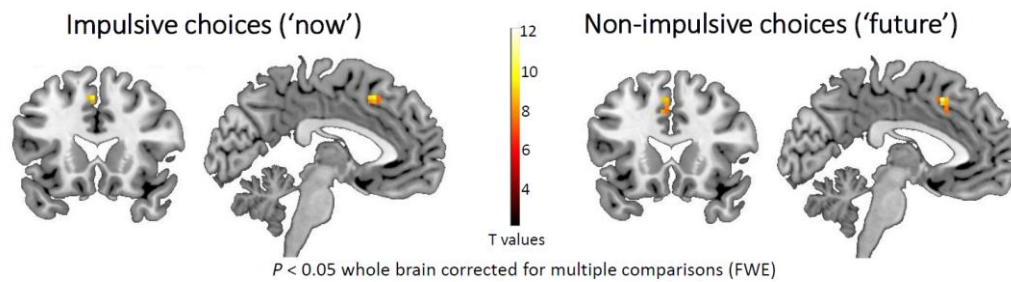 Impulsive choices (‘now’)
Non-impulsive choices (‘future’)
12
10
8
6
4
T values
P < 0.05 whole brain corrected for multiple comparisons (FWE)